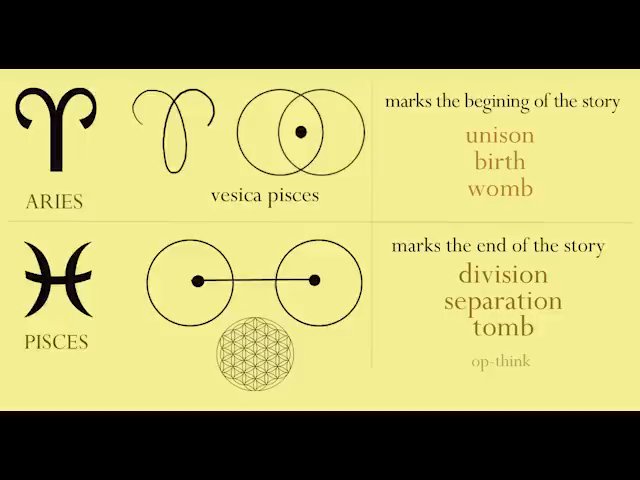 ARIES
vesica pisces
marks the begining of the story
unison
birth
womb
PISCES
marks the end of the story
division
separation
tomb
op-think